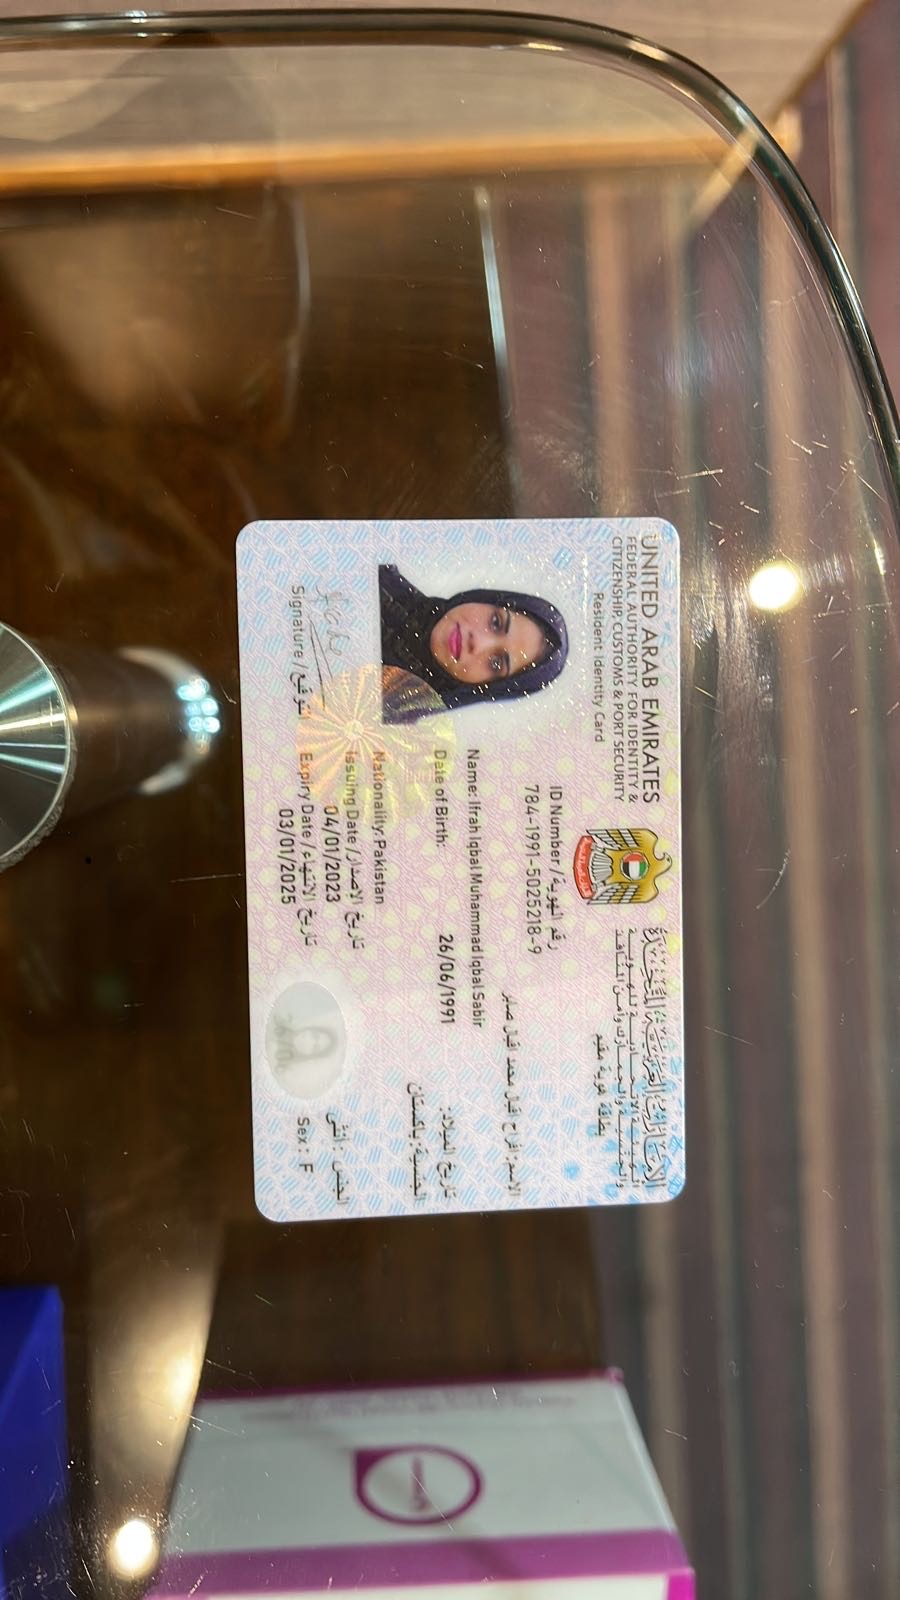 UNITED ARAB EMIRATES
FEDERAL AUTHORITY FOR IDENTITY &
CITIZENSHIP, CUSTOMS & PORT SECURITY
Resident Identity Card
الإمارات العربية المتحدة
الهيئة الاتحادية للهوية
والجنسية والجمارك وأمن المنافذ
بطاقة هوية مقيم
ID Number / رقم الهوية
784-1991-5025218-9
الاسم: افراح اقبال محمد اقبال صابر
Name: Ifrah Iqbal Muhammad Iqbal Sabir
Date of Birth: 26/06/1991 تاريخ الميلاد:
Nationality: Pakistan الجنسية: باكستان
Issuing Date / تاريخ الإصدار
04/01/2023
Expiry Date / تاريخ الانتهاء
03/01/2025
Signature / التوقيع
الجنس: أنثى
Sex: F